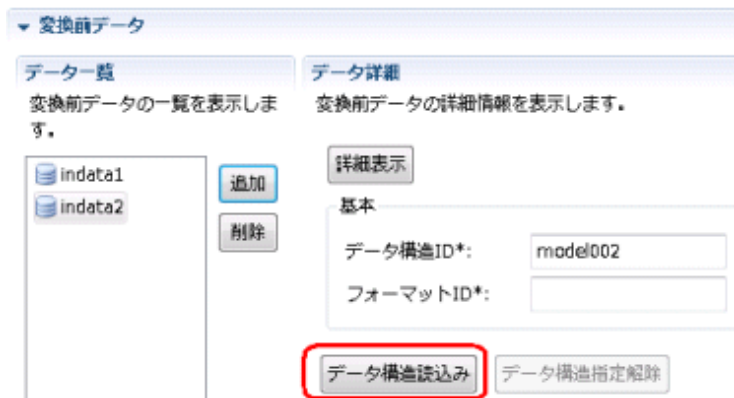 変換前データ
データ一覧
変換前データの一覧を表示しま
す。
indata1
indata2
追加
削除
データ詳細
変換前データの詳細情報を表示します。
詳細表示
基本
データ構造ID*:
model002
フォーマットID*:
データ構造読込み
データ構造指定解除